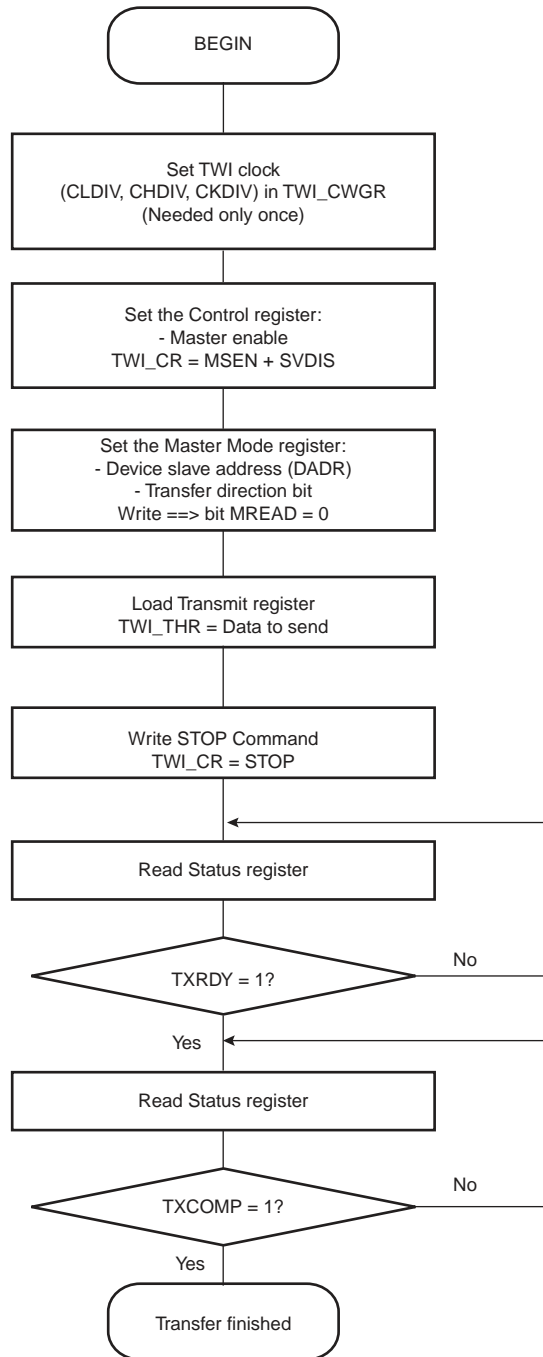 BEGIN
Set TWI clock
(CLDIV, CHDIV, CKDIV) in TWI_CWGR
(Needed only once)
Set the Control register:
- Master enable
TWI_CR = MSEN + SVDIS
Set the Master Mode register:
- Device slave address (DADR)
- Transfer direction bit
Write ==> bit MREAD = 0
Load Transmit register
TWI_THR = Data to send
Write STOP Command
TWI_CR = STOP
Read Status register
TXRDY = 1?
No
Yes
Read Status register
TXCOMP = 1?
No
Yes
Transfer finished